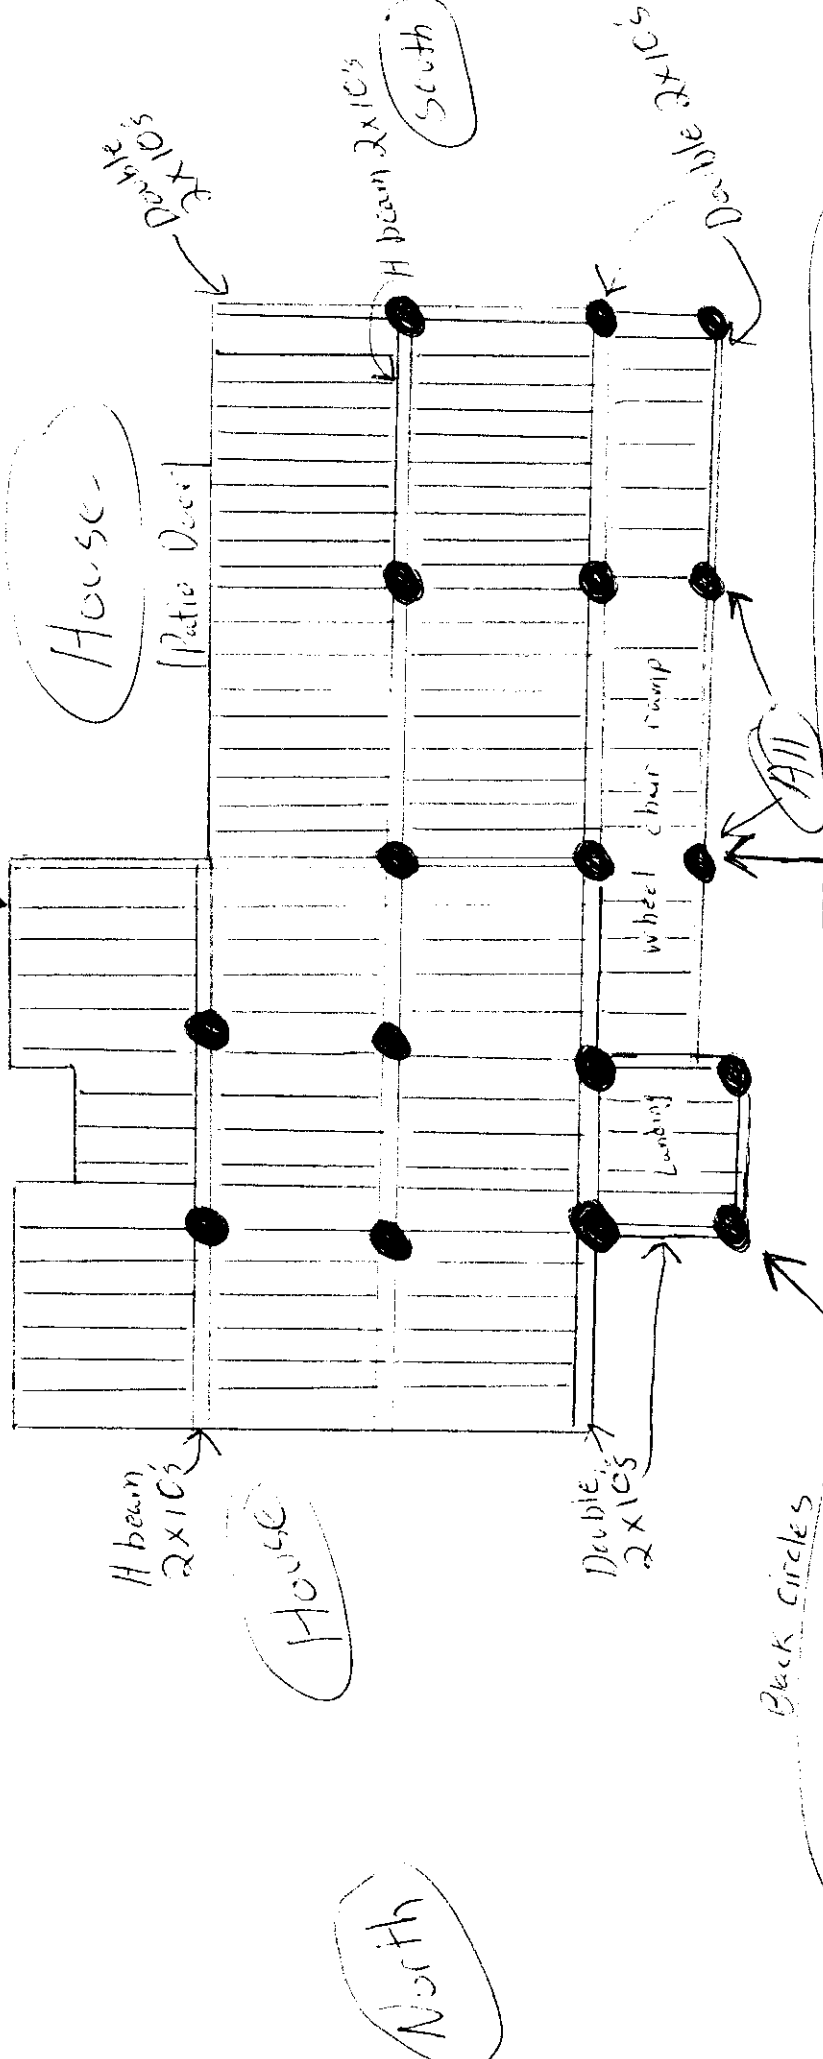 Double
2x10's
H beam 2x10's
South
Double 2x10's
House
Patio Door
wheel chair ramp
All
Landing
H beam
2x10's
House
Double
2x10's
Black Circles
North